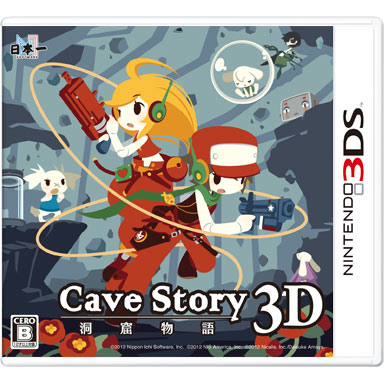 日本一
SOFTWARE
NINTENDO 3DS
Cave Story 3D
洞窟物語
CERO
B
©2012 Nippon Ichi Software, Inc. ©2012 NIS America, Inc. ©2012 Nicalis, Inc./Daisuke Amaya.